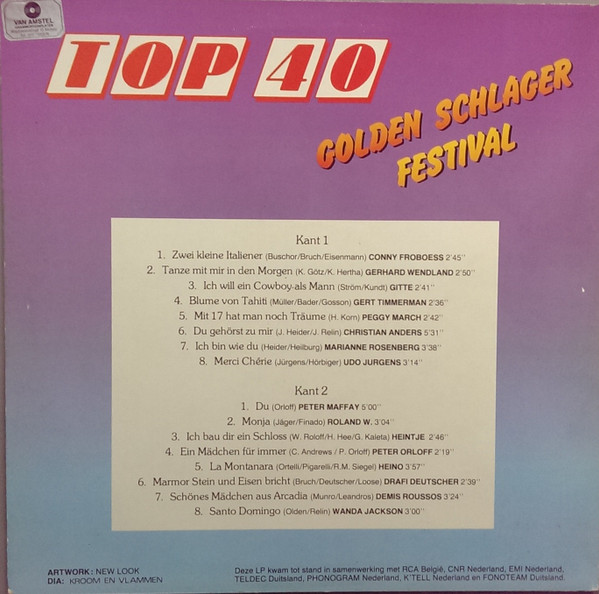 VAN AMSTEL
TOP 40
GOLDEN SCHLAGER
FESTIVAL
Kant 1
1. Zwei kleine Italiener (Buschor/Bruch/Eisenmann) CONNY FROBOESS 2'45''
2. Tanze mit mir in den Morgen (K. Götz/K. Hertha) GERHARD WENDLAND 2'50''
3. Ich will ein Cowboy als Mann (Ström/Kundt) GITTE 2'41''
4. Blume von Tahiti (Müller/Bader/Gosson) GERT TIMMERMAN 2'36''
5. Mit 17 hat man noch Träume (H. Korn) PEGGY MARCH 2'42''
6. Du gehörst zu mir (J. Heider/J. Relin) CHRISTIAN ANDERS 5'31''
7. Ich bin wie du (Heider/Heilburg) MARIANNE ROSENBERG 3'38''
8. Merci Chêrie (Jürgens/Hörbiger) UDO JURGENS 3'14''
Kant 2
1. Du (Orloff) PETER MAFFAY 5'00''
2. Monja (Jäger/Finado) ROLAND W. 3'04''
3. Ich bau dir ein Schloss (W. Roloff/H. Hee/G. Kaleta) HEINTJE 2'46''
4. Ein Mädchen für immer (C. Andrews / P. Orloff) PETER ORLOFF 2'19''
5. La Montanara (Ortelli/Pigarelli/R.M. Siegel) HEINO 3'57''
6. Marmor Stein und Eisen bricht (Bruch/Deutscher/Loose) DRAFI DEUTSCHER 2'39''
7. Schönes Mädchen aus Arcadia (Munro/Leandros) DEMIS ROUSSOS 3'24''
8. Santo Domingo (Olden/Relin) WANDA JACKSON 3'00''
ARTWORK: NEW LOOK
DIA: KROOM EN VLAMMEN
Deze LP kwam tot stand in samenwerking met RCA België, CNR Nederland, EMI Nederland,
TELDEC Duitsland, PHONOGRAM Nederland, K'TELL Nederland en FONOTEAM Duitsland.